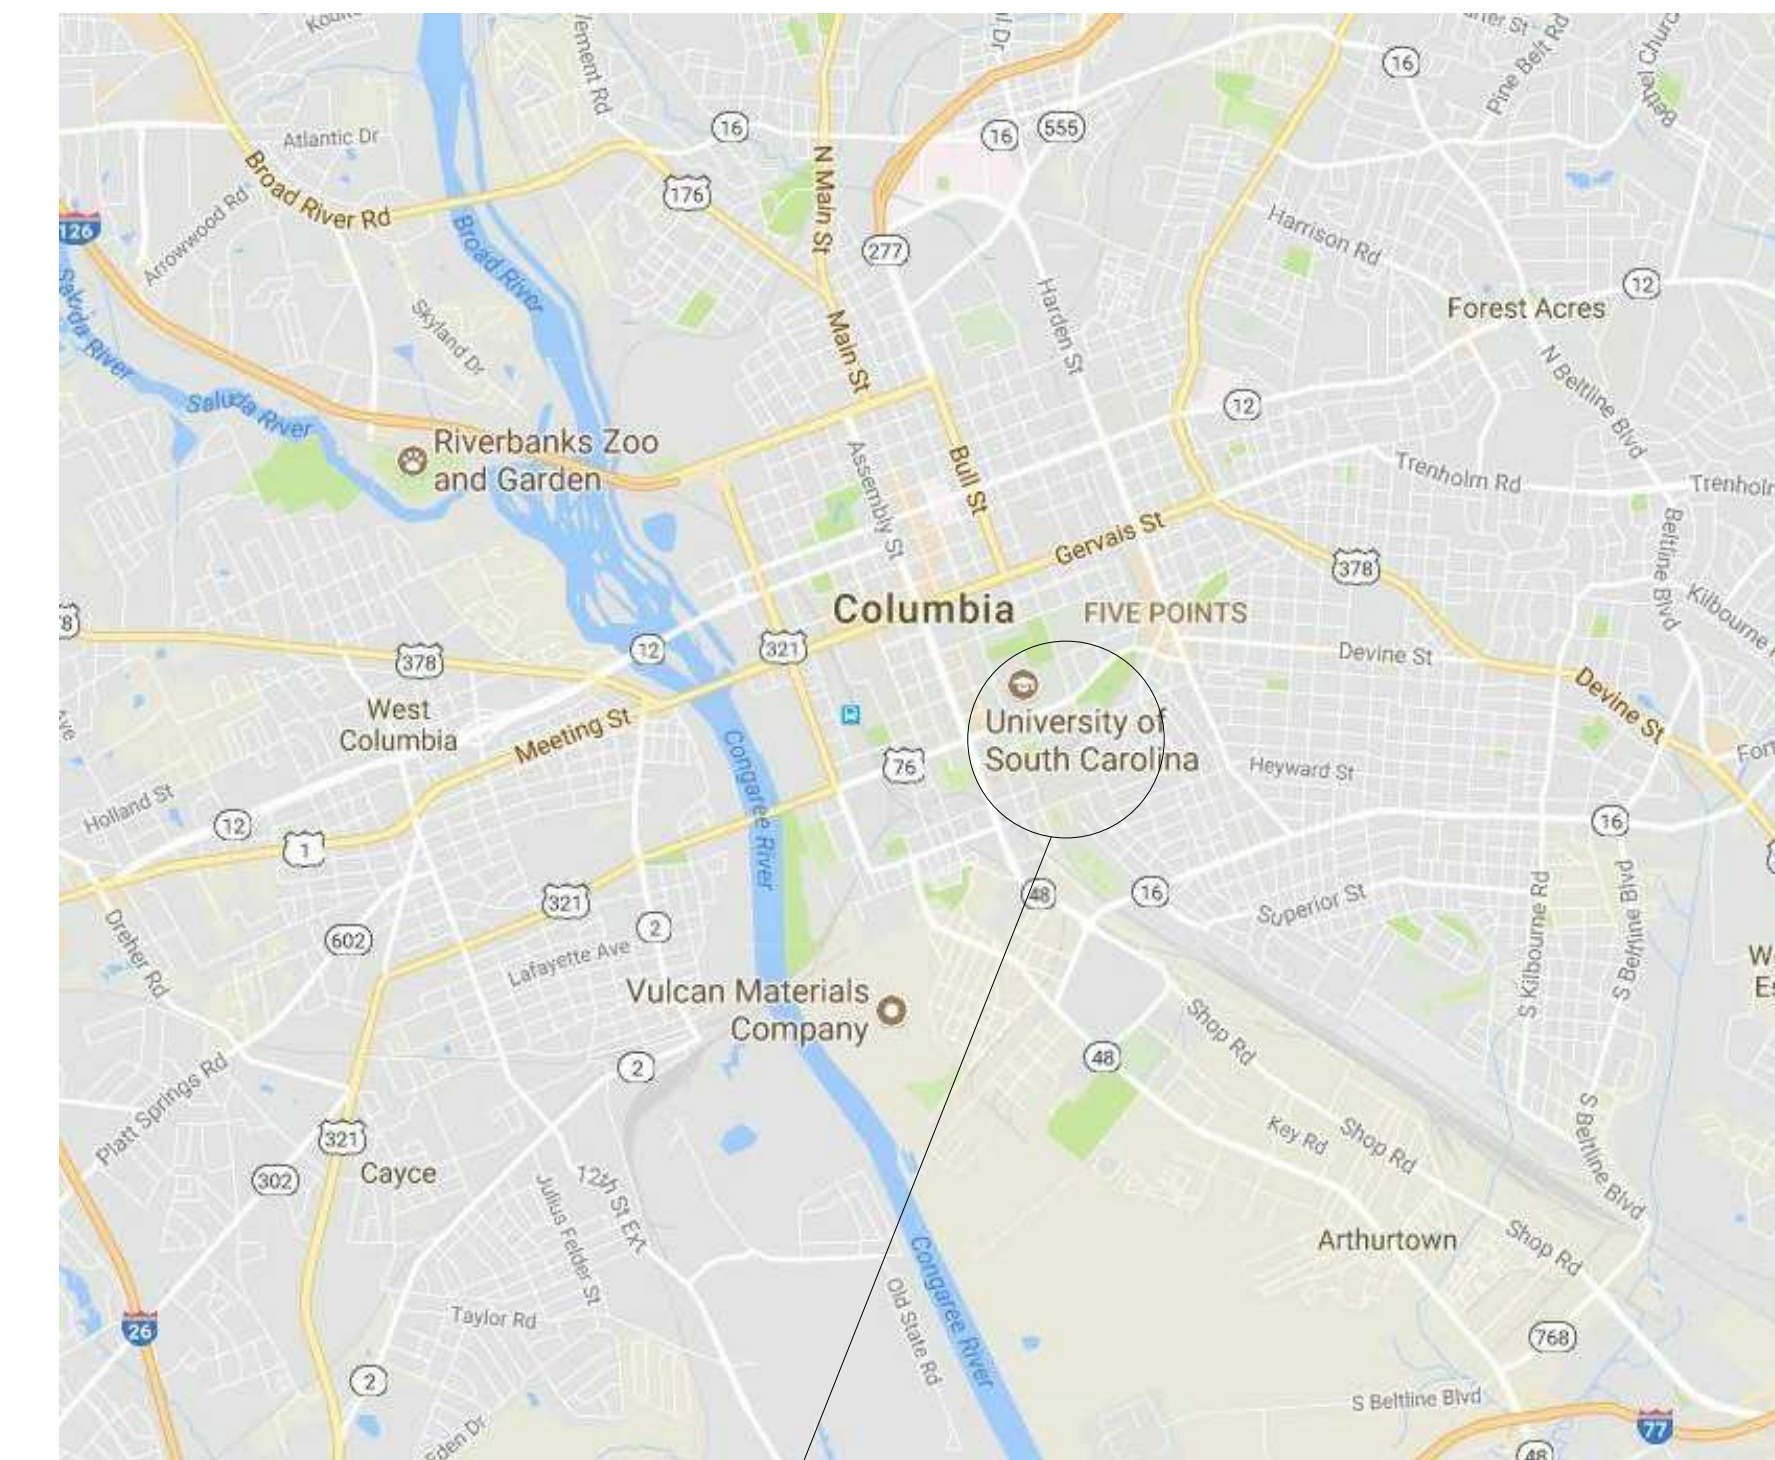 16
Pine Belt Rd
Atlantic Dr
16
16
555
N Main St
Broad River Rd
176
Arrowwood Rd
126
Broad River
277
Harrison Rd
12
Saluda River
Skyland Dr
Main St
Harden St
Forest Acres
N Beltline Blvd
Saluda River
12
Riverbanks Zoo
and Garden
Assembly St
Bull St
Trenholm Rd
Gervais St
Beltline Blvd
378
Columbia
FIVE POINTS
Kilbourne
12
321
378
Devine St
University of
South Carolina
West
Columbia
Meeting St
Devine St
Congaree River
76
Heyward St
Holland St
12
1
16
321
48
16
Superior St
S Kilbourne Rd
S Beltline Blvd
Dreher Rd
602
2
Lafayette Ave
Vulcan Materials
Company
Shop Rd
48
2
Platt Springs Rd
321
Key Rd
Shop Rd
S Beltline Blvd
Cayce
302
12th St Ext
Julius Felder St
Arthurtown
Shop Rd
Congaree River
Old State Rd
26
Taylor Rd
768
2
S Beltline Blvd
77
Eden Dr
48